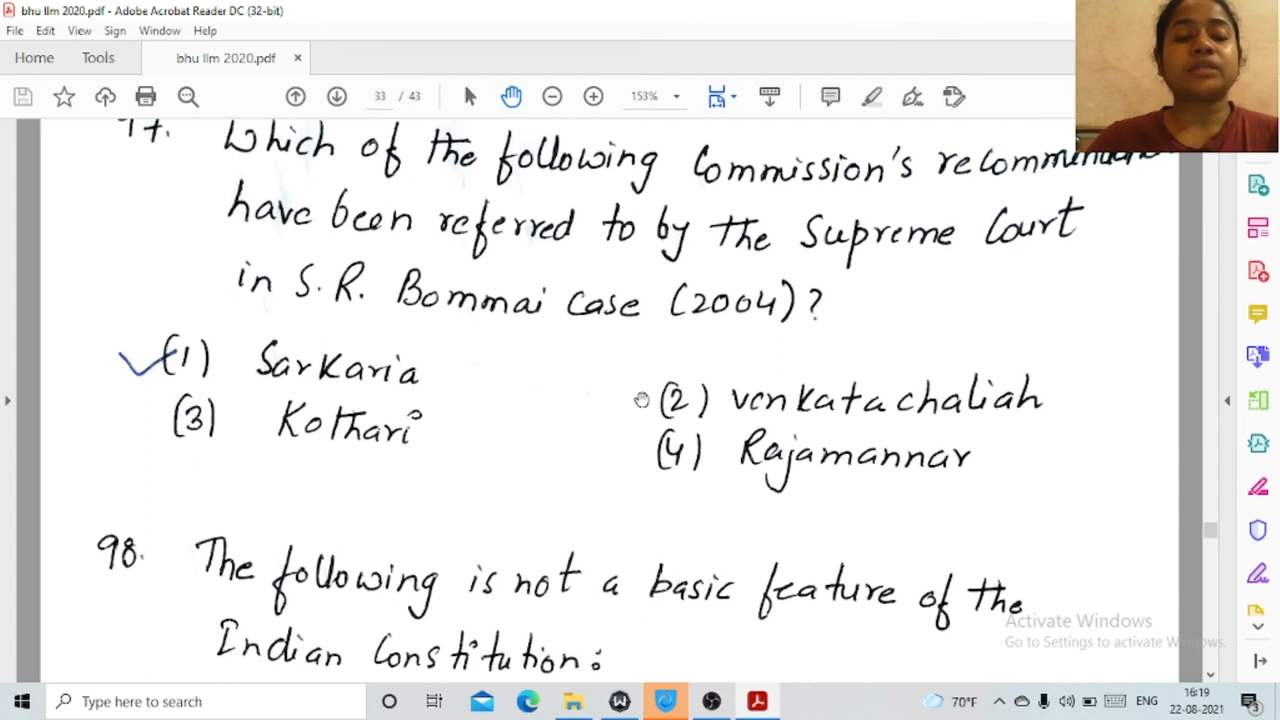 bhu llm 2020.pdf - Adobe Acrobat Reader DC (32-bit)
File Edit View Sign Window Help
Home Tools bhu llm 2020.pdf ×
33 / 43 153%
97. Which of the following Commission's
have been referred to by the Supreme Court
in S.R. Bommai case (2004)?
(1) Sarkaria
(2) Venkatachaliah
(3) Kothari
(4) Rajamannar
98. The following is not a basic feature of the
Indian Constitution:
Activate Windows
Go to Settings to activate Windows.
Type here to search
70°F ENG 16:19
22-08-2021
3